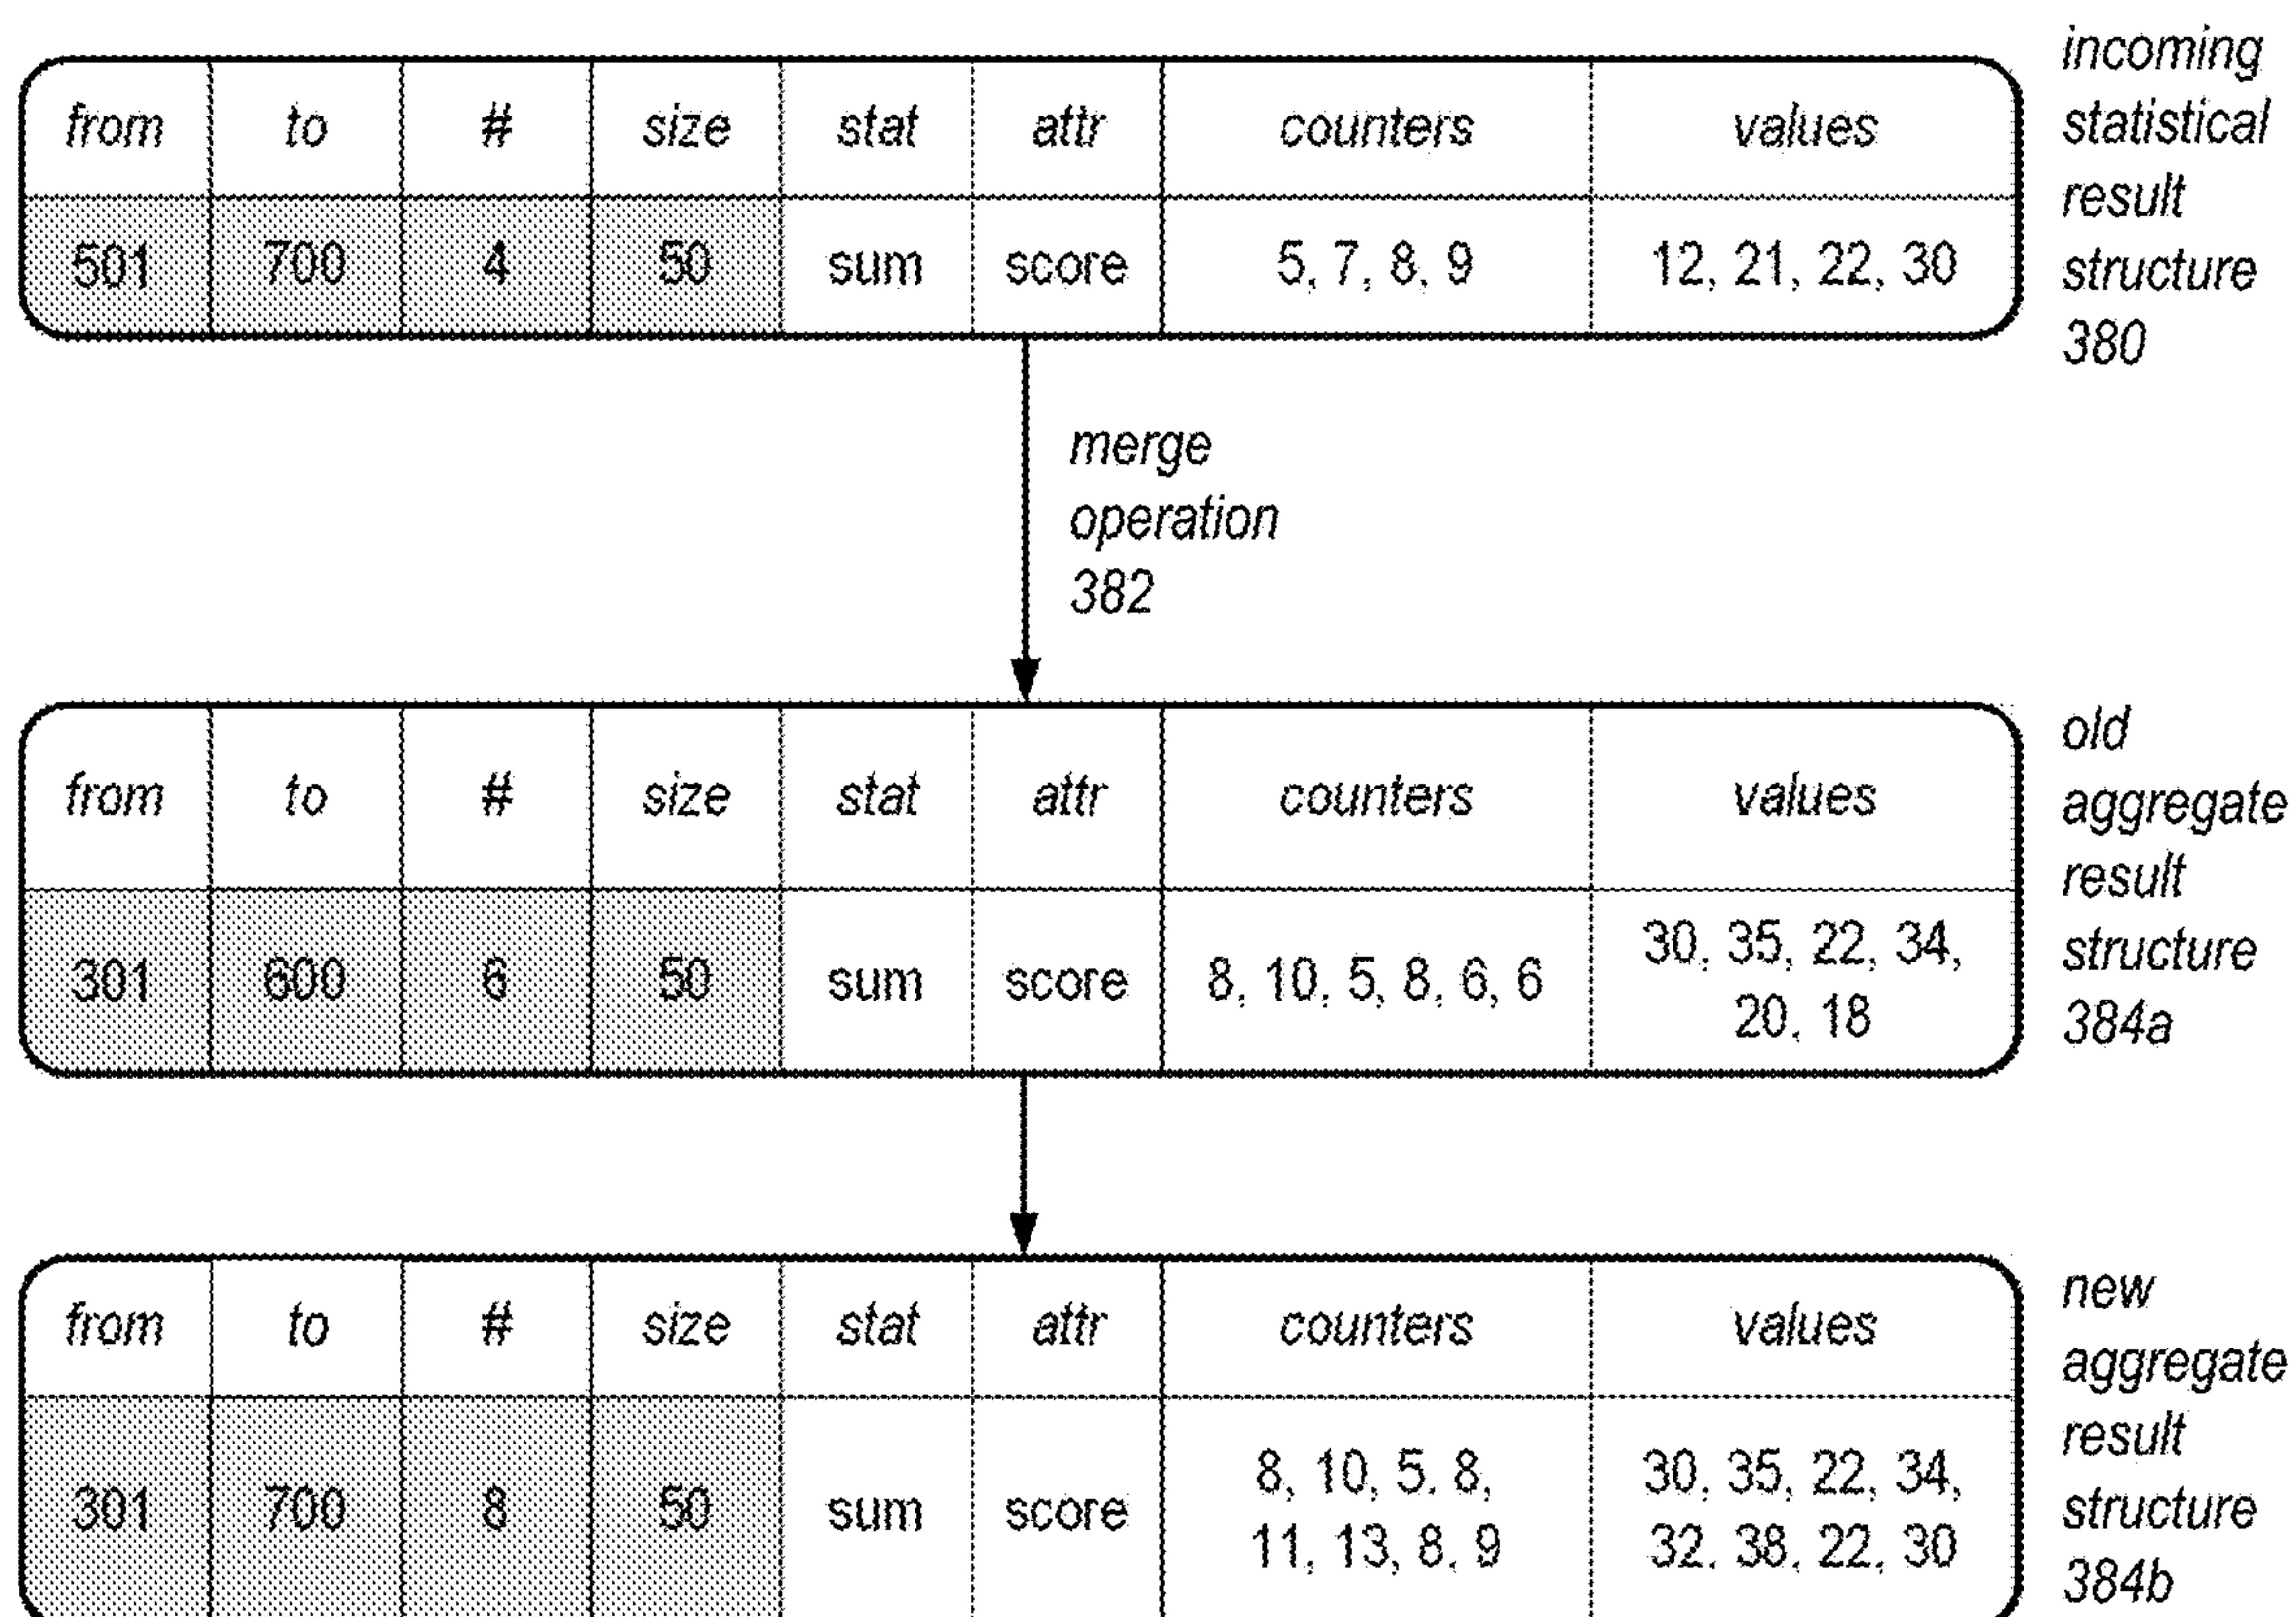 from to # size stat attr counters values
501 700 4 50 sum score 5, 7, 8, 9 12, 21, 22, 30
incoming
statistical
result
structure
380
merge
operation
382
from to # size stat attr counters values
301 600 6 50 sum score 8, 10, 5, 8, 6, 6 30, 35, 22, 34,
20, 18
old
aggregate
result
structure
384a
from to # size stat attr counters values
301 700 8 50 sum score 8, 10, 5, 8, 30, 35, 22, 34,
11, 13, 8, 9 32, 38, 22, 30
new
aggregate
result
structure
384b